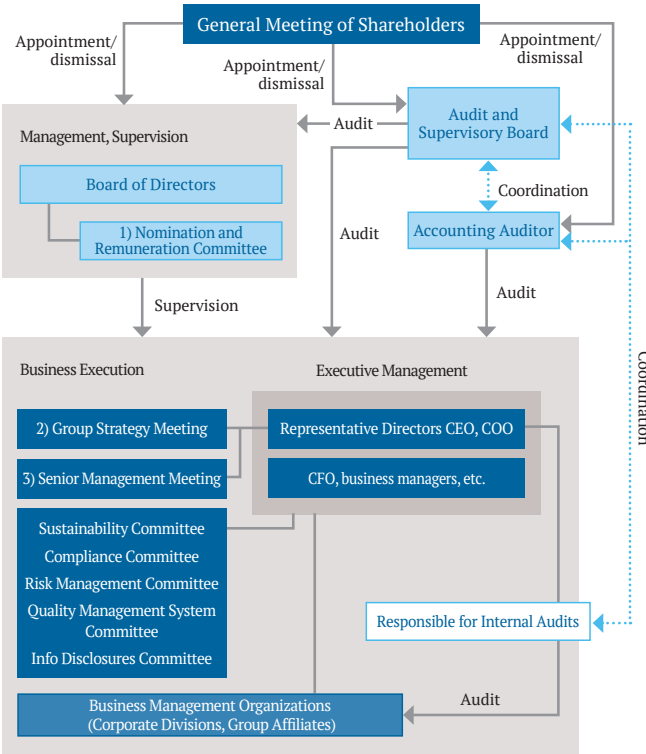 General Meeting of Shareholders
Appointment/
dismissal
Appointment/
dismissal
Appointment/
dismissal
Management, Supervision
Audit
Audit and
Supervisory Board
Board of Directors
Coordination
1) Nomination and
Remuneration Committee
Accounting Auditor
Audit
Supervision
Audit
Coordination
Business Execution
Executive Management
2) Group Strategy Meeting
Representative Directors CEO, COO
3) Senior Management Meeting
CFO, business managers, etc.
Sustainability Committee
Compliance Committee
Risk Management Committee
Quality Management System
Committee
Info Disclosures Committee
Responsible for Internal Audits
Business Management Organizations
(Corporate Divisions, Group Affiliates)
Audit